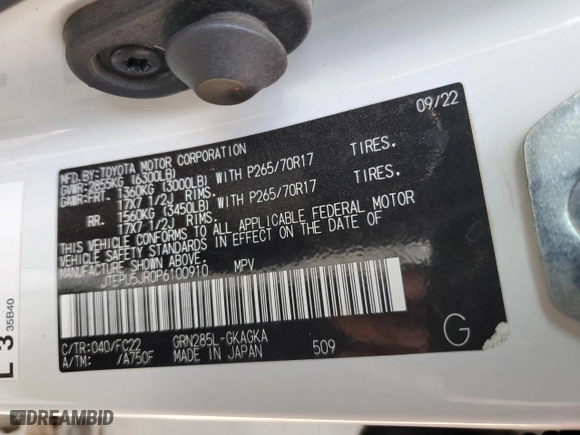 09/22
MFD.BY:TOYOTA MOTOR CORPORATION
GVWR:2855KG (6300LB)
GAWR:FRT. 1360KG (3000LB) WITH P265/70R17 TIRES.
17X7 1/2J RIMS.
RR. 1560KG (3450LB) WITH P265/70R17 TIRES.
17X7 1/2J RIMS.
THIS VEHICLE CONFORMS TO ALL APPLICABLE FEDERAL MOTOR
VEHICLE SAFETY STANDARDS IN EFFECT ON THE DATE OF
MANUFACTURE SHOWN ABOVE.
JTEPU5JR0P6100910 MPV
C/TR:040/FC22 GRN285L-GKAGKA
A/TM: /A750F MADE IN JAPAN 509
G
L 3
35B40
DREAMBID